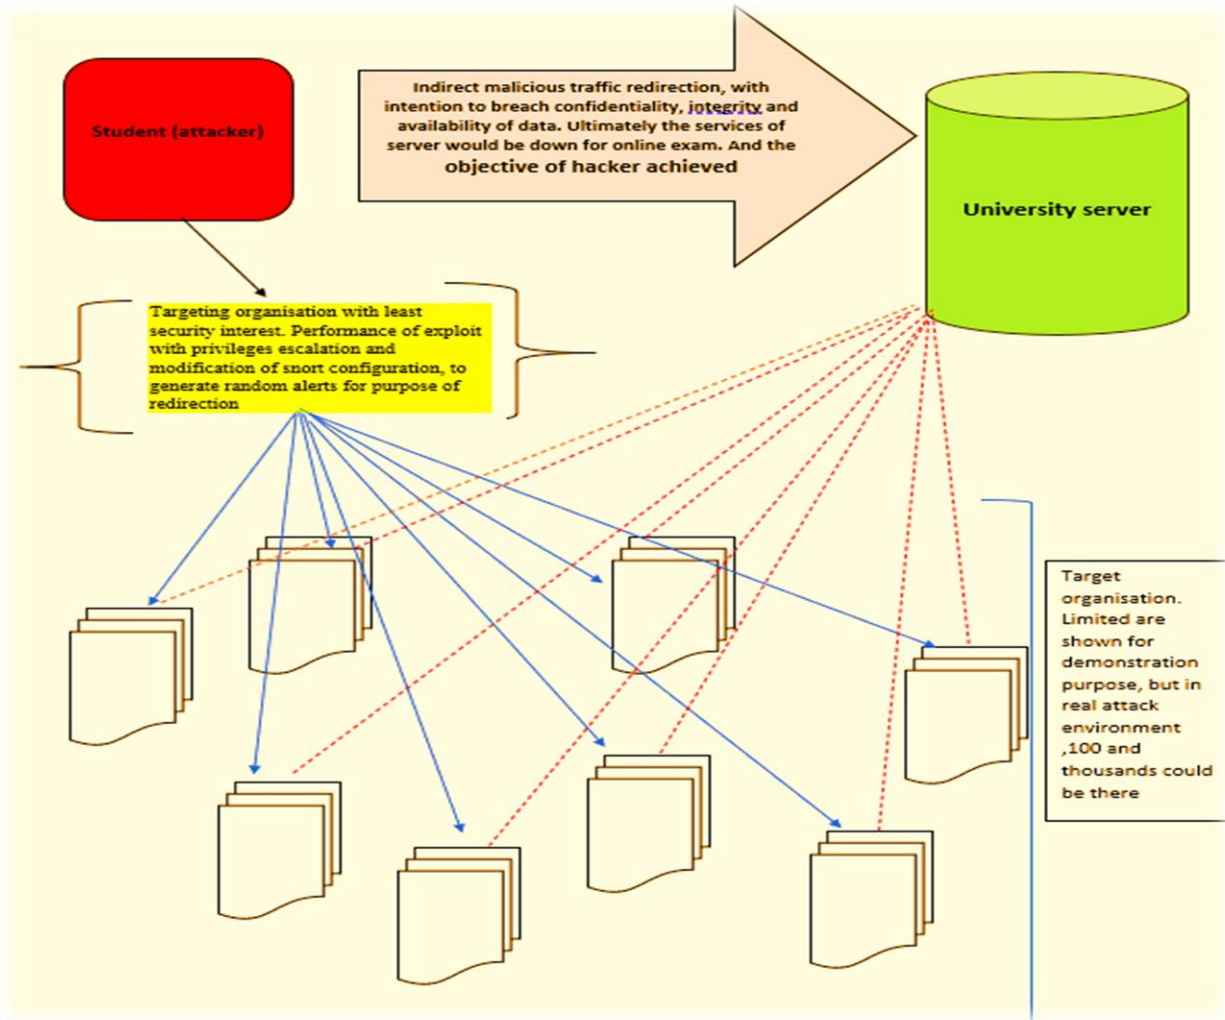 Student (attacker)
Indirect malicious traffic redirection, with
intention to breach confidentiality, integrity and
availability of data. Ultimately the services of
server would be down for online exam. And the
objective of hacker achieved
University server
Targeting organisation with least
security interest. Performance of exploit
with privileges escalation and
modification of snort configuration, to
generate random alerts for purpose of
redirection
Target
organisation.
Limited are
shown for
demonstration
purpose, but in
real attack
environment
,100 and
thousands could
be there